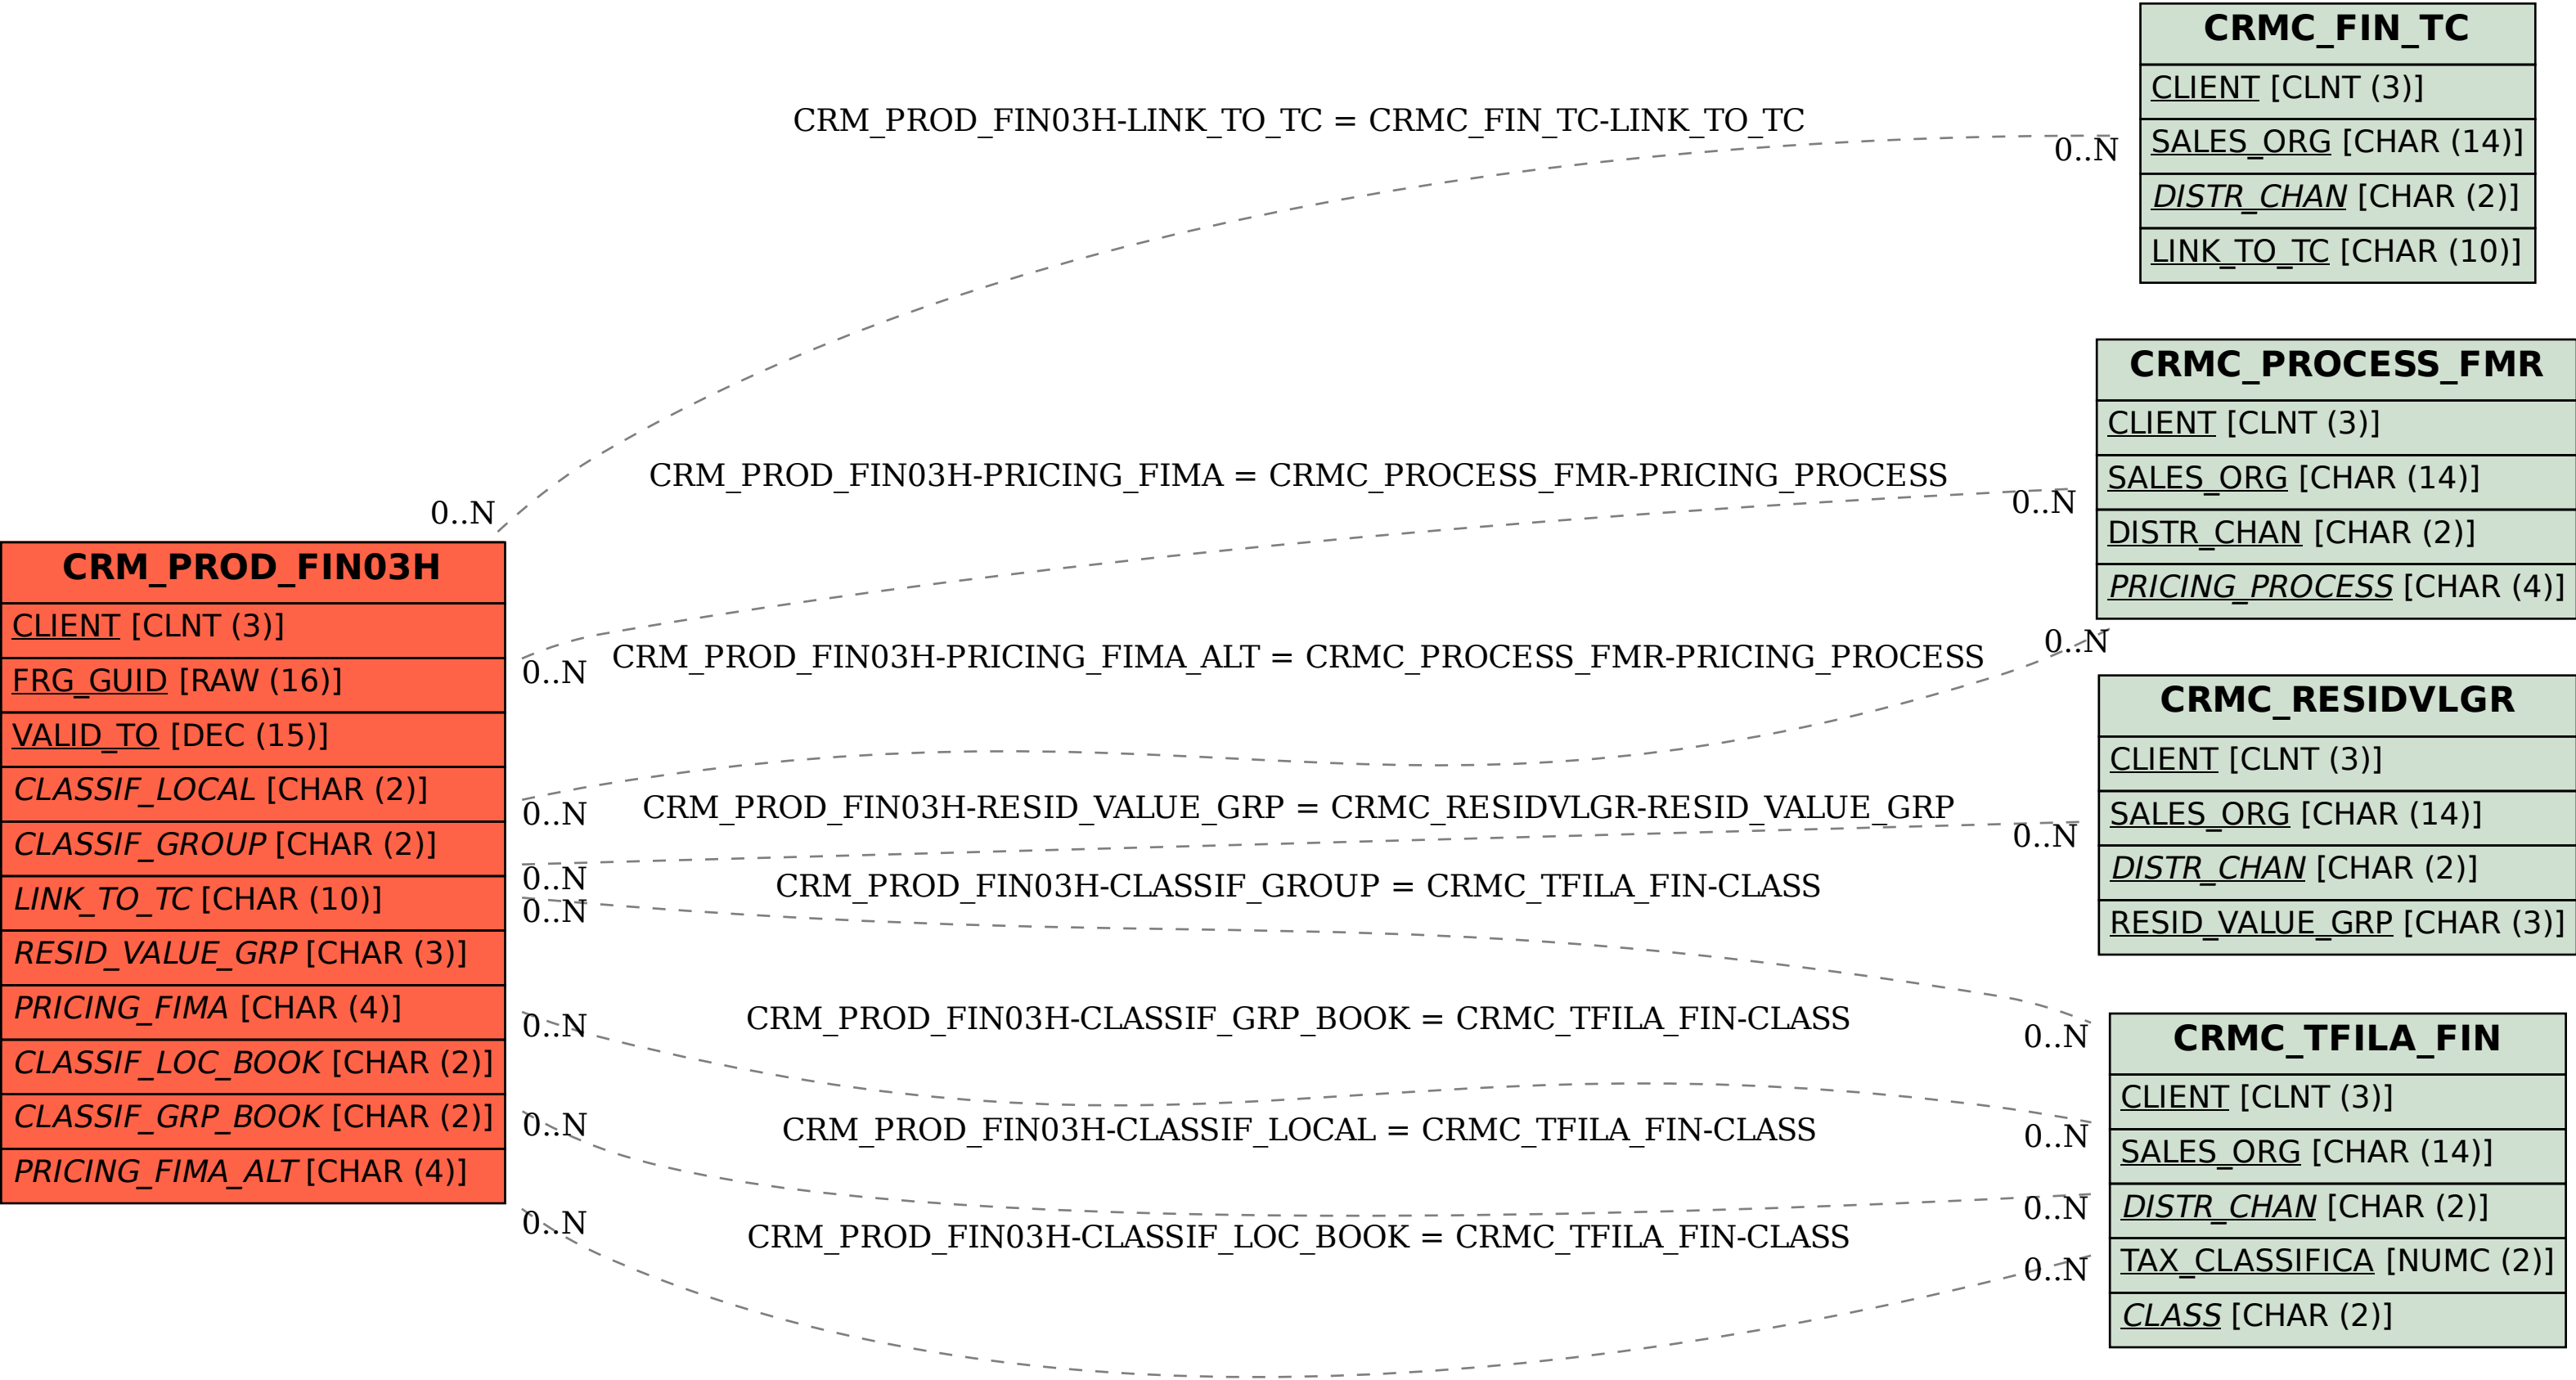 CRM_PROD_FIN03H
CLIENT [CLNT (3)]
FRG_GUID [RAW (16)]
VALID_TO [DEC (15)]
CLASSIF_LOCAL [CHAR (2)]
CLASSIF_GROUP [CHAR (2)]
LINK_TO_TC [CHAR (10)]
RESID_VALUE_GRP [CHAR (3)]
PRICING_FIMA [CHAR (4)]
CLASSIF_LOC_BOOK [CHAR (2)]
CLASSIF_GRP_BOOK [CHAR (2)]
PRICING_FIMA_ALT [CHAR (4)]
CRM_PROD_FIN03H-LINK_TO_TC = CRMC_FIN_TC-LINK_TO_TC
0..N
0..N
CRM_PROD_FIN03H-PRICING_FIMA = CRMC_PROCESS_FMR-PRICING_PROCESS
0..N
0..N
CRM_PROD_FIN03H-PRICING_FIMA_ALT = CRMC_PROCESS_FMR-PRICING_PROCESS
0..N
0..N
CRM_PROD_FIN03H-RESID_VALUE_GRP = CRMC_RESIDVLGR-RESID_VALUE_GRP
0..N
0..N
CRM_PROD_FIN03H-CLASSIF_GROUP = CRMC_TFILA_FIN-CLASS
0..N
0..N
CRM_PROD_FIN03H-CLASSIF_GRP_BOOK = CRMC_TFILA_FIN-CLASS
0..N
0..N
CRM_PROD_FIN03H-CLASSIF_LOCAL = CRMC_TFILA_FIN-CLASS
0..N
0..N
CRM_PROD_FIN03H-CLASSIF_LOC_BOOK = CRMC_TFILA_FIN-CLASS
0..N
0..N
CRMC_FIN_TC
CLIENT [CLNT (3)]
SALES_ORG [CHAR (14)]
DISTR_CHAN [CHAR (2)]
LINK_TO_TC [CHAR (10)]
CRMC_PROCESS_FMR
CLIENT [CLNT (3)]
SALES_ORG [CHAR (14)]
DISTR_CHAN [CHAR (2)]
PRICING_PROCESS [CHAR (4)]
CRMC_RESIDVLGR
CLIENT [CLNT (3)]
SALES_ORG [CHAR (14)]
DISTR_CHAN [CHAR (2)]
RESID_VALUE_GRP [CHAR (3)]
CRMC_TFILA_FIN
CLIENT [CLNT (3)]
SALES_ORG [CHAR (14)]
DISTR_CHAN [CHAR (2)]
TAX_CLASSIFICA [NUMC (2)]
CLASS [CHAR (2)]